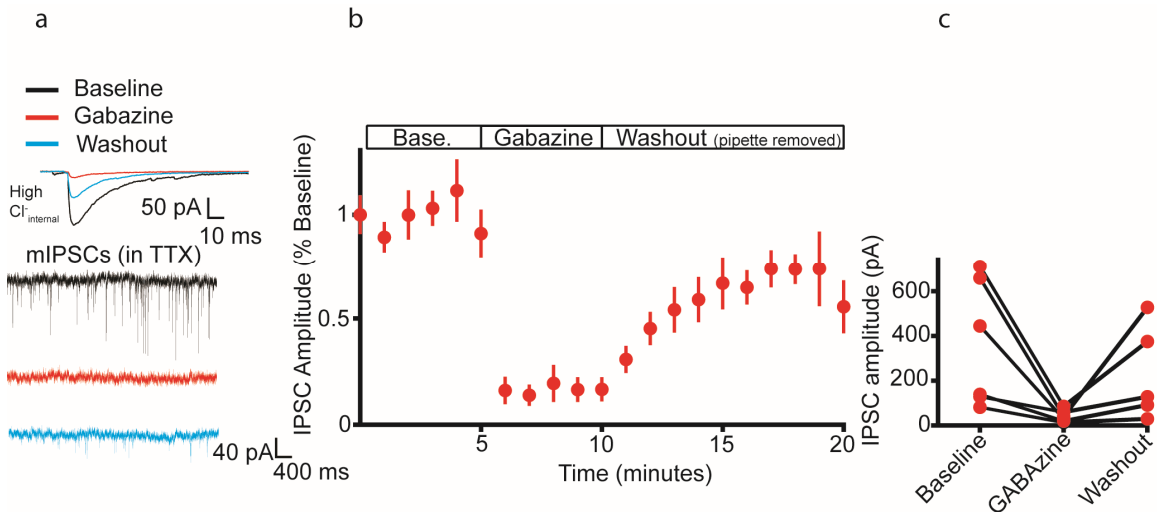 a
Baseline
Gabazine
Washout
High
Cl-internal
50 pA
10 ms
mIPSCs (in TTX)
40 pA
400 ms
b
Base.
Gabazine
Washout (pipette removed)
IPSC Amplitude (% Baseline)
1
0.5
0
5
10
15
20
Time (minutes)
c
IPSC amplitude (pA)
600
400
200
0
Baseline
GABAzine
Washout